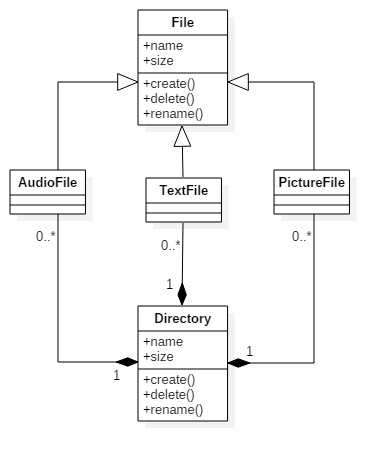 File
+name
+size
+create()
+delete()
+rename()
AudioFile
TextFile
PictureFile
0..*
0..*
0..*
1
Directory
+name
+size
1
1
+create()
+delete()
+rename()